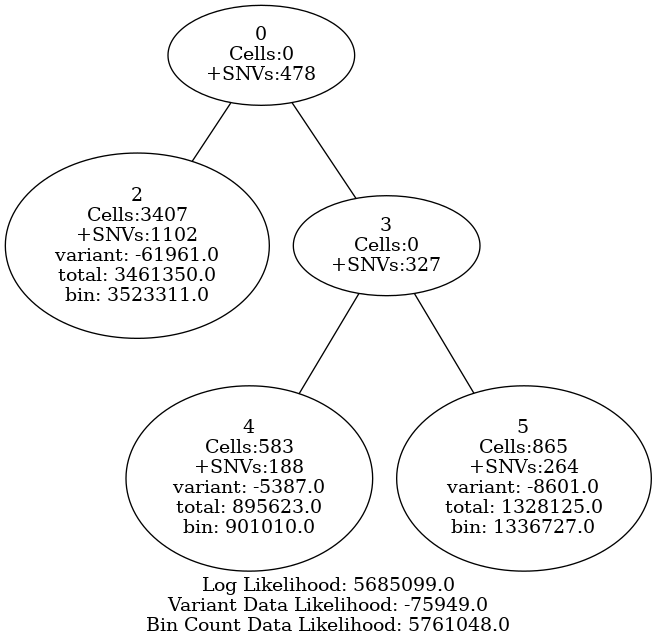 0
Cells:0
+SNVs:478
2
Cells:3407
+SNVs:1102
variant: -61961.0
total: 3461350.0
bin: 3523311.0
3
Cells:0
+SNVs:327
4
Cells:583
+SNVs:188
variant: -5387.0
total: 895623.0
bin: 901010.0
5
Cells:865
+SNVs:264
variant: -8601.0
total: 1328125.0
bin: 1336727.0
Log Likelihood: 5685099.0
Variant Data Likelihood: -75949.0
Bin Count Data Likelihood: 5761048.0